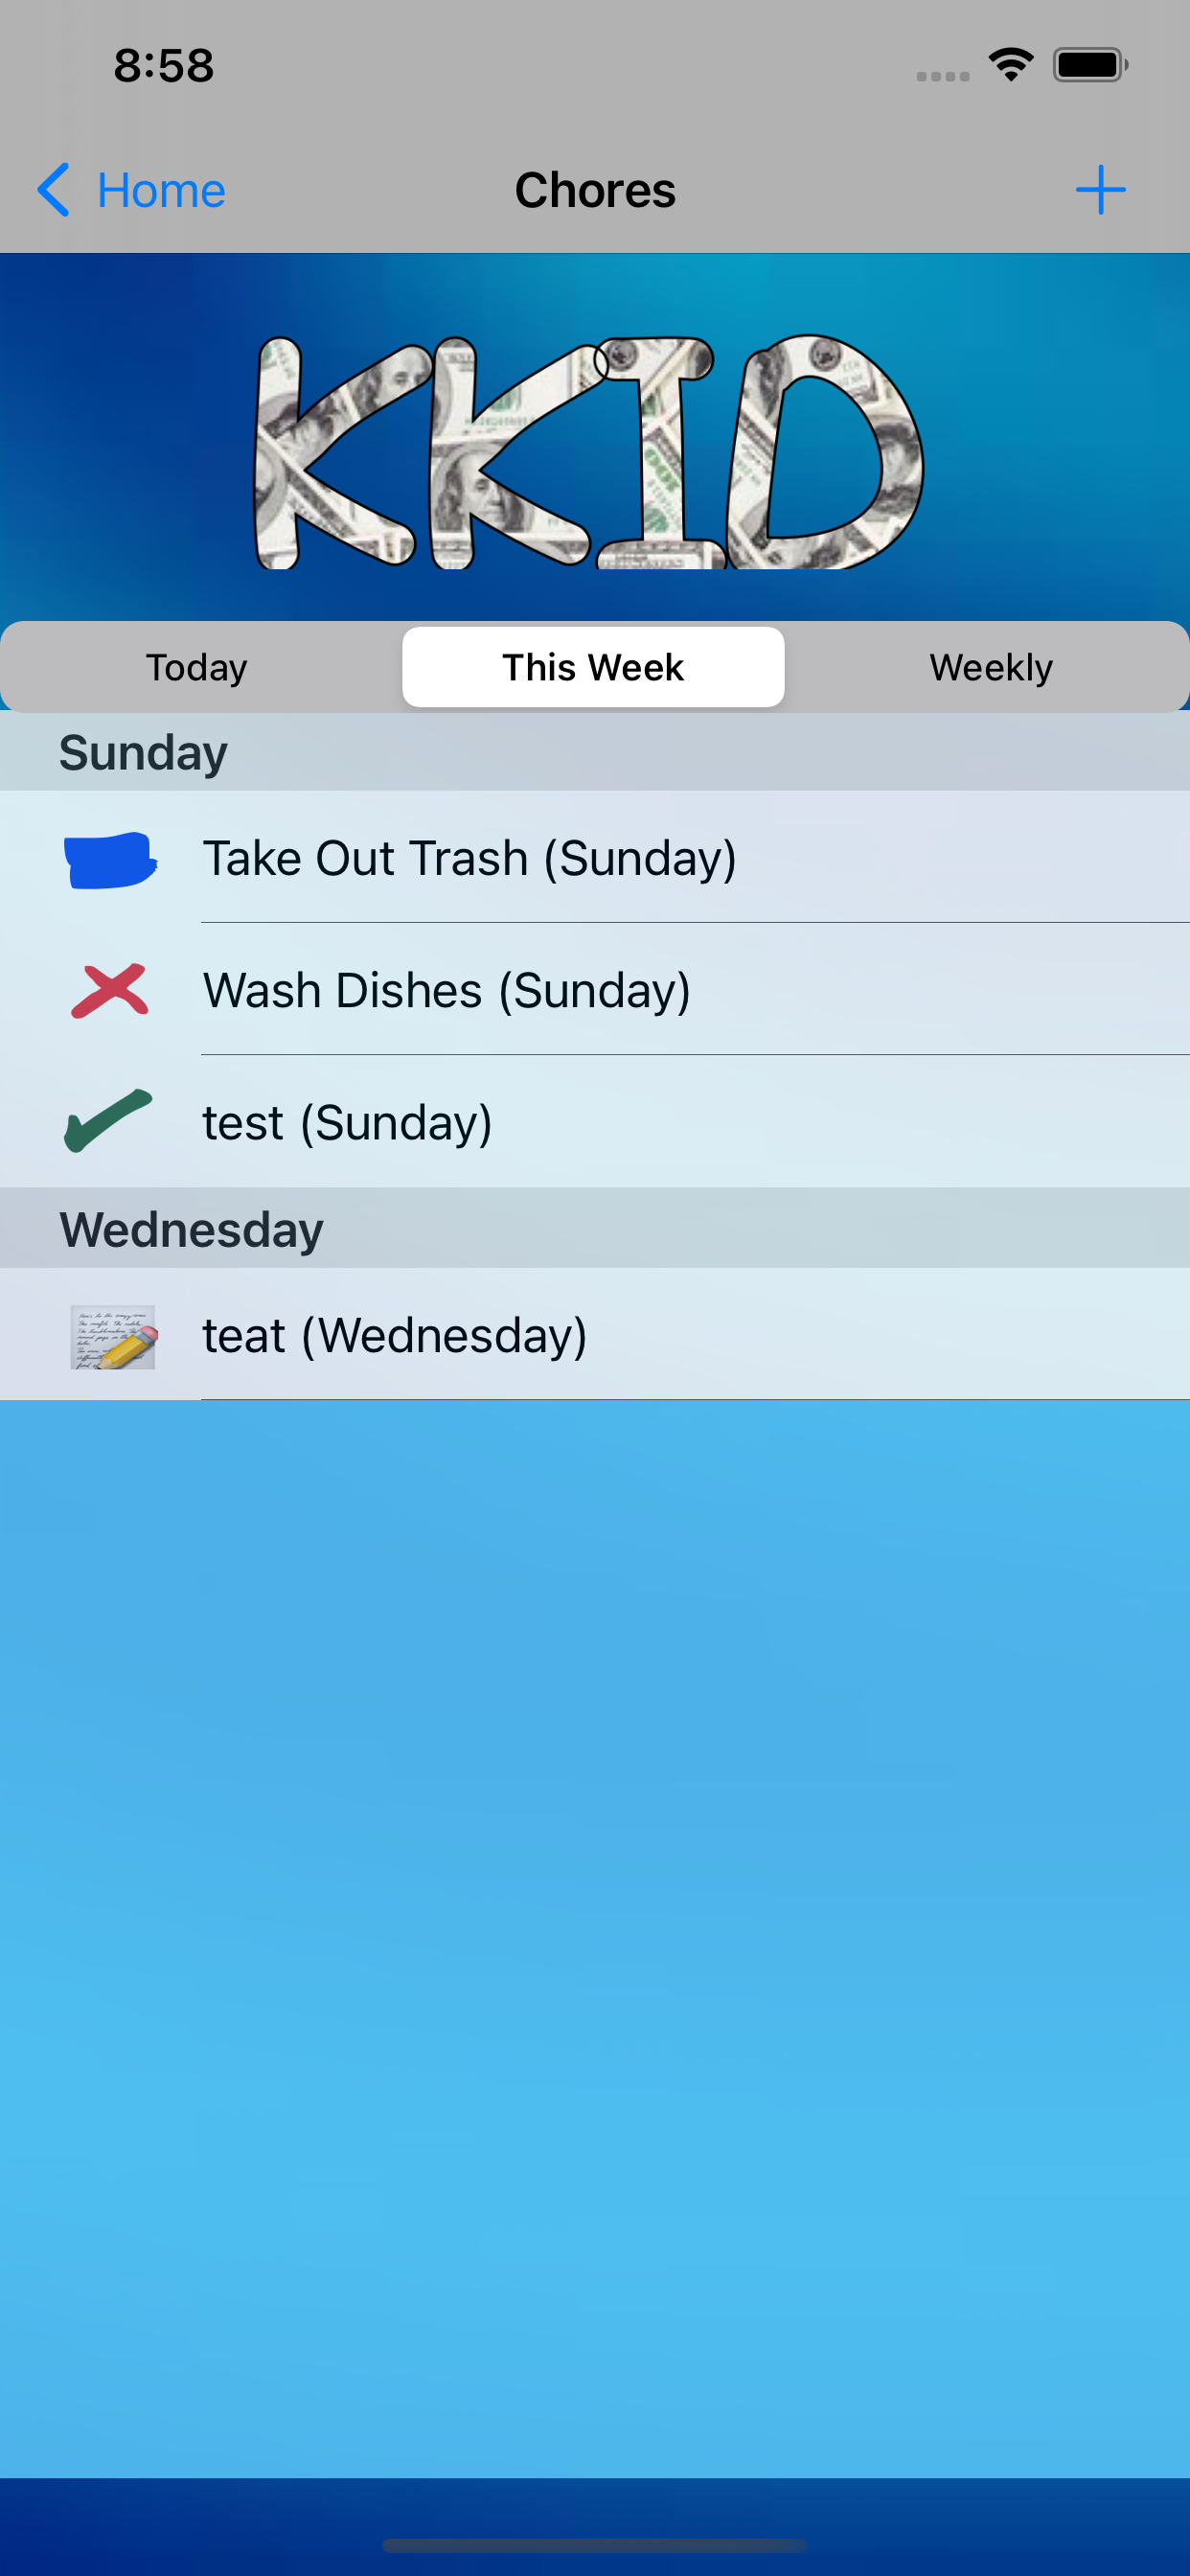 8:58
Home
Chores
KKID
Today
This Week
Weekly
Sunday
Take Out Trash (Sunday)
Wash Dishes (Sunday)
test (Sunday)
Wednesday
teat (Wednesday)